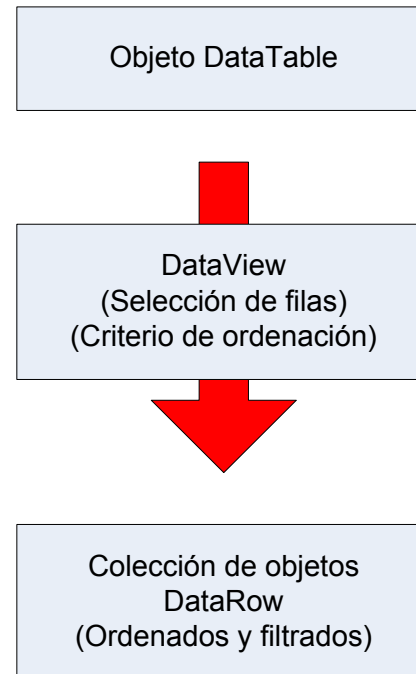 Objeto DataTable
DataView
(Selección de filas)
(Criterio de ordenación)
Colección de objetos
DataRow
(Ordenados y filtrados)